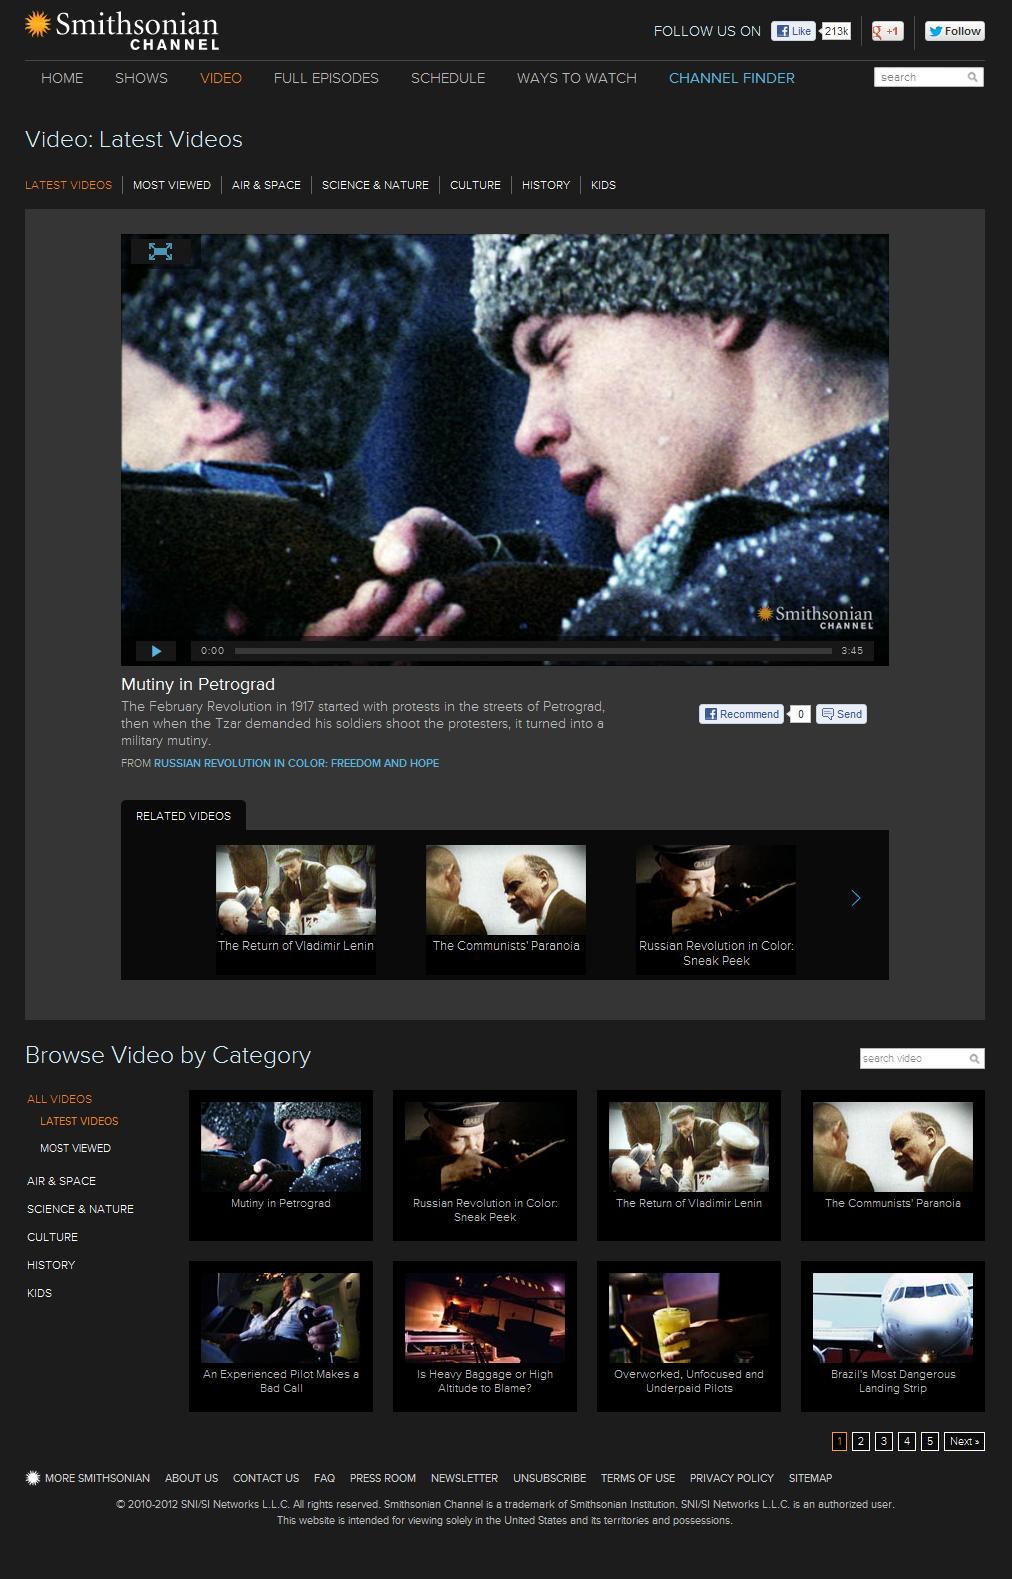 Smithsonian
CHANNEL
FOLLOW US ON
Like
213k
+1
Follow
HOME SHOWS VIDEO FULL EPISODES SCHEDULE WAYS TO WATCH CHANNEL FINDER
search
Video: Latest Videos
LATEST VIDEOS MOST VIEWED AIR & SPACE SCIENCE & NATURE CULTURE HISTORY KIDS
Smithsonian
CHANNEL
0:00
3:45
Mutiny in Petrograd
The February Revolution in 1917 started with protests in the streets of Petrograd,
then when the Tzar demanded his soldiers shoot the protesters, it turned into a
military mutiny.
Recommend
0
Send
FROM RUSSIAN REVOLUTION IN COLOR: FREEDOM AND HOPE
RELATED VIDEOS
The Return of Vladimir Lenin
The Communists' Paranoia
Russian Revolution in Color:
Sneak Peek
Browse Video by Category
search video
ALL VIDEOS
LATEST VIDEOS
MOST VIEWED
AIR & SPACE
SCIENCE & NATURE
CULTURE
HISTORY
KIDS
Mutiny in Petrograd
Russian Revolution in Color:
Sneak Peek
The Return of Vladimir Lenin
The Communists' Paranoia
An Experienced Pilot Makes a
Bad Call
Is Heavy Baggage or High
Altitude to Blame?
Overworked, Unfocused and
Underpaid Pilots
Brazil's Most Dangerous
Landing Strip
1 2 3 4 5 Next »
MORE SMITHSONIAN ABOUT US CONTACT US FAQ PRESS ROOM NEWSLETTER UNSUBSCRIBE TERMS OF USE PRIVACY POLICY SITEMAP
© 2010-2012 SNI/SI Networks L.L.C. All rights reserved. Smithsonian Channel is a trademark of Smithsonian Institution. SNI/SI Networks L.L.C. is an authorized user.
This website is intended for viewing solely in the United States and its territories and possessions.